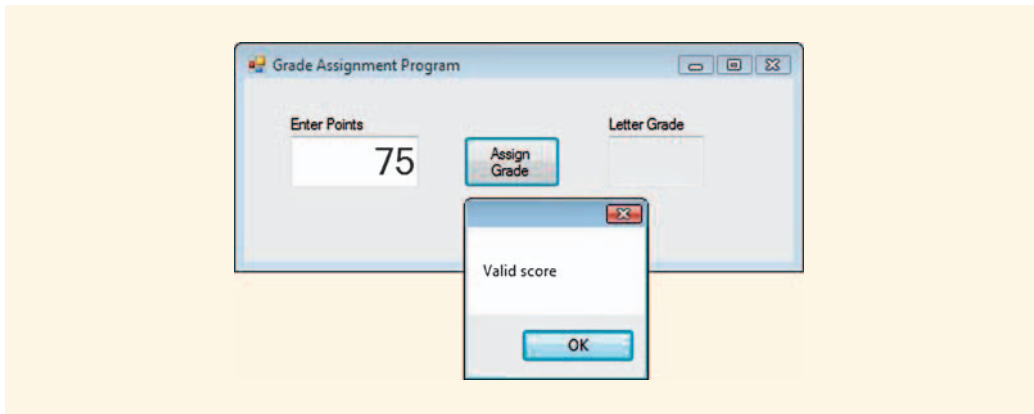 Grade Assignment Program
Enter Points
Letter Grade
75
Assign
Grade
Valid score
OK